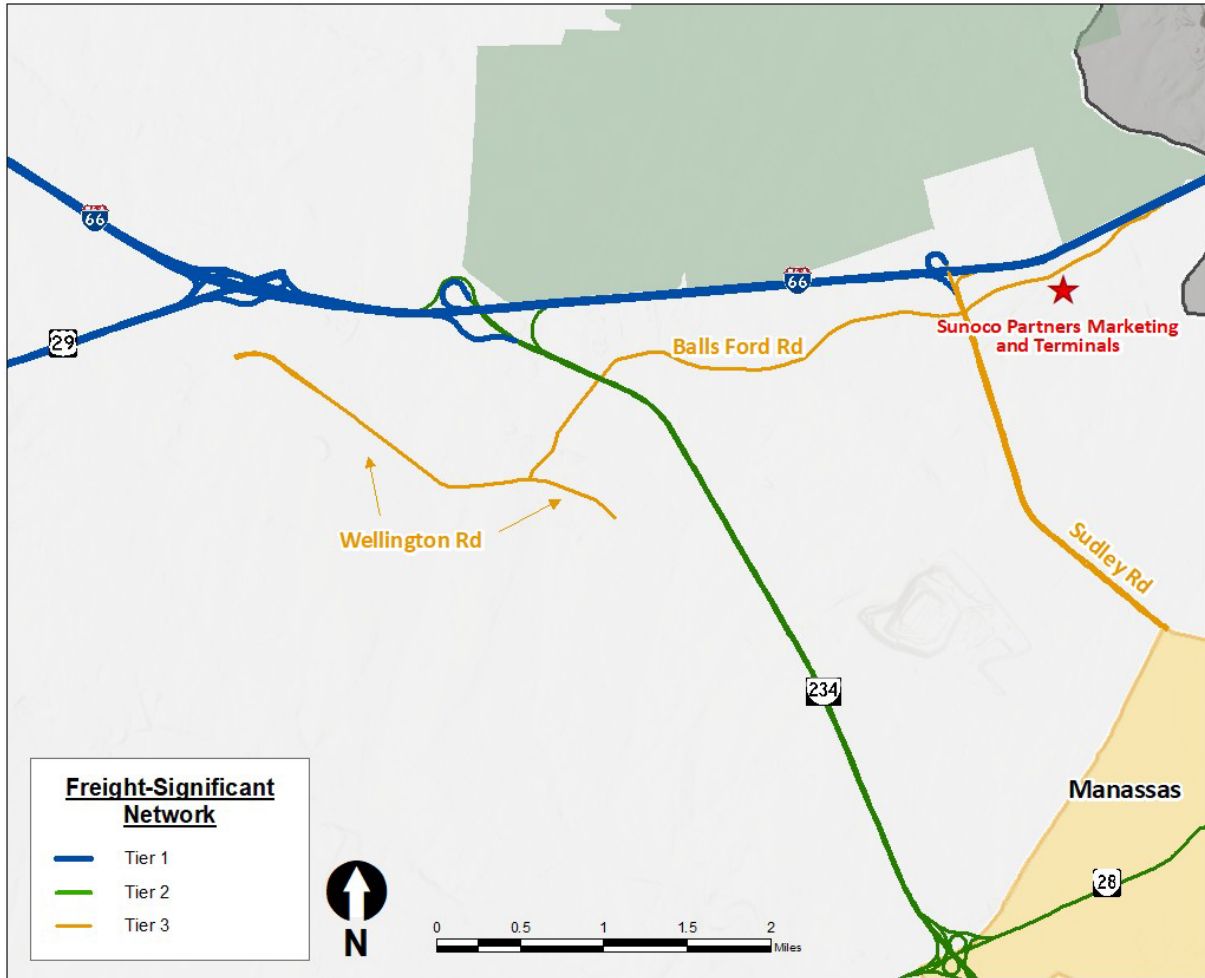 66
29
66
Sunoco Partners Marketing
and Terminals
Balls Ford Rd
Wellington Rd
Sudley Rd
234
Manassas
28
Freight-Significant
Network
Tier 1
Tier 2
Tier 3
N
0 0.5 1 1.5 2
Miles